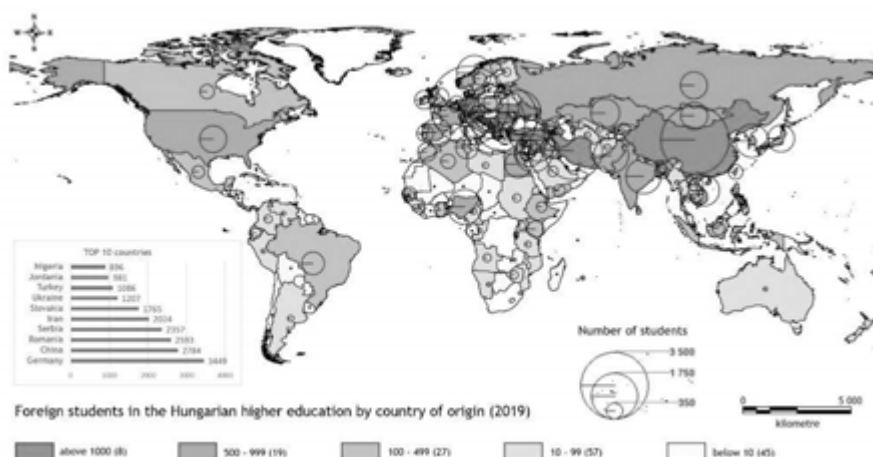 N
W E
S
TOP 10 countries
Nigeria 896
Jordania 981
Turkey 1086
Ukraine 1207
Slovakia 1765
Iran 2024
Serbia 2357
Romania 2593
China 2784
Germany 3449
0 1000 2000 3000 4000
Number of students
3 500
1 750
350
0 5 000
kilometre
Foreign students in the Hungarian higher education by country of origin (2019)
above 1000 (8) 500 - 999 (19) 100 - 499 (27) 10 - 99 (57) below 10 (45)